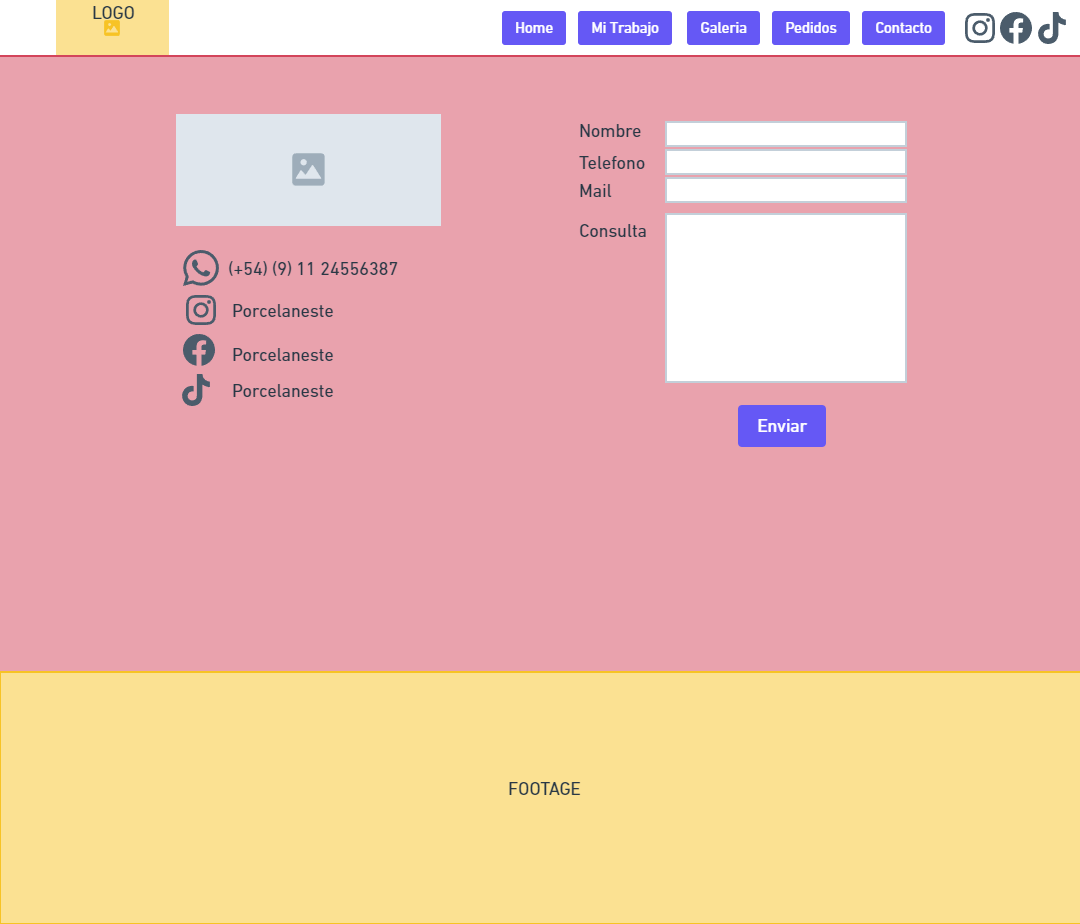 LOGO
Home
Mi Trabajo
Galeria
Pedidos
Contacto
(+54) (9) 11 24556387
Porcelaneste
Porcelaneste
Porcelaneste
Nombre
Telefono
Mail
Consulta
Enviar
FOOTAGE